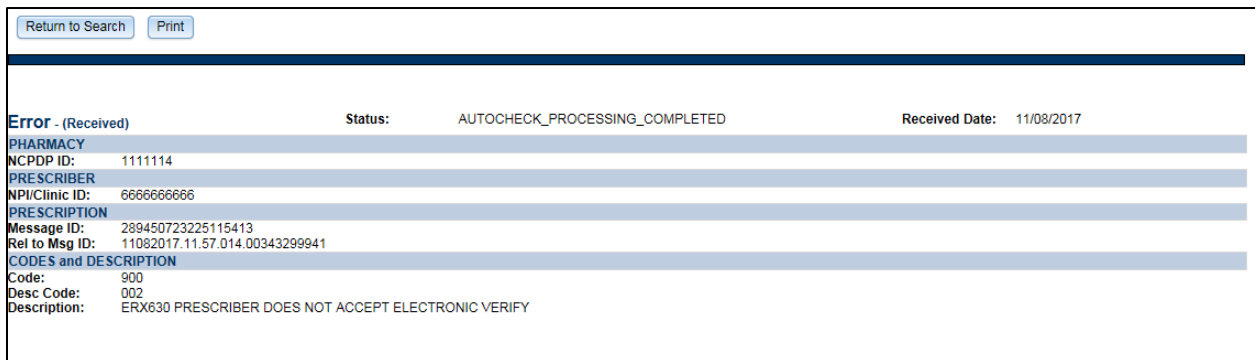 Return to Search Print
Error - (Received) Status: AUTOCHECK_PROCESSING_COMPLETED Received Date: 11/08/2017
PHARMACY
NCPDP ID: 1111114
PRESCRIBER
NPI/Clinic ID: 6666666666
PRESCRIPTION
Message ID: 289450723225115413
Rel to Msg ID: 11082017.11.57.014.00343299941
CODES and DESCRIPTION
Code: 900
Desc Code: 002
Description: ERX630 PRESCRIBER DOES NOT ACCEPT ELECTRONIC VERIFY